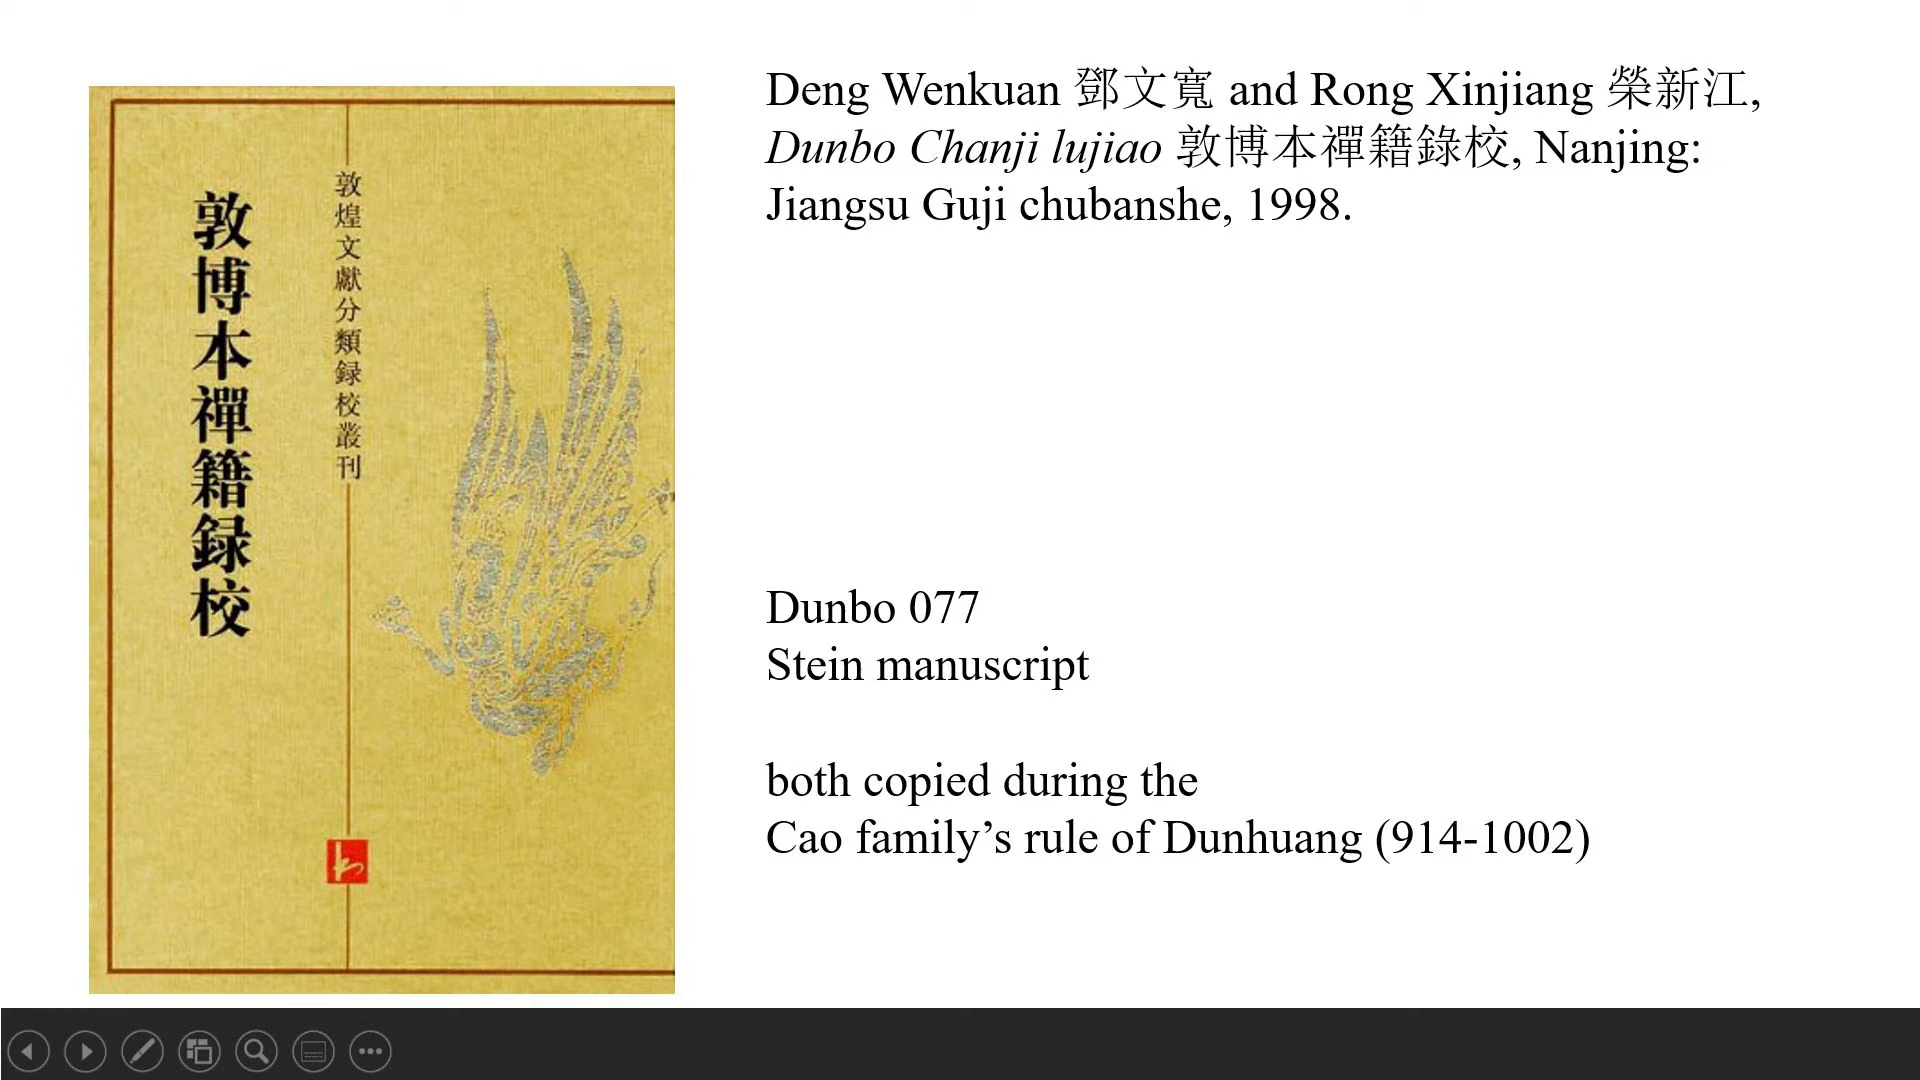 敦博本禪籍録校
敦煌文獻分類録校叢刊
Deng Wenkuan 鄧文寬 and Rong Xinjiang 榮新江,
Dunbo Chanji lujiao 敦博本禪籍錄校, Nanjing:
Jiangsu Guji chubanshe, 1998.
Dunbo 077
Stein manuscript
both copied during the
Cao family’s rule of Dunhuang (914-1002)